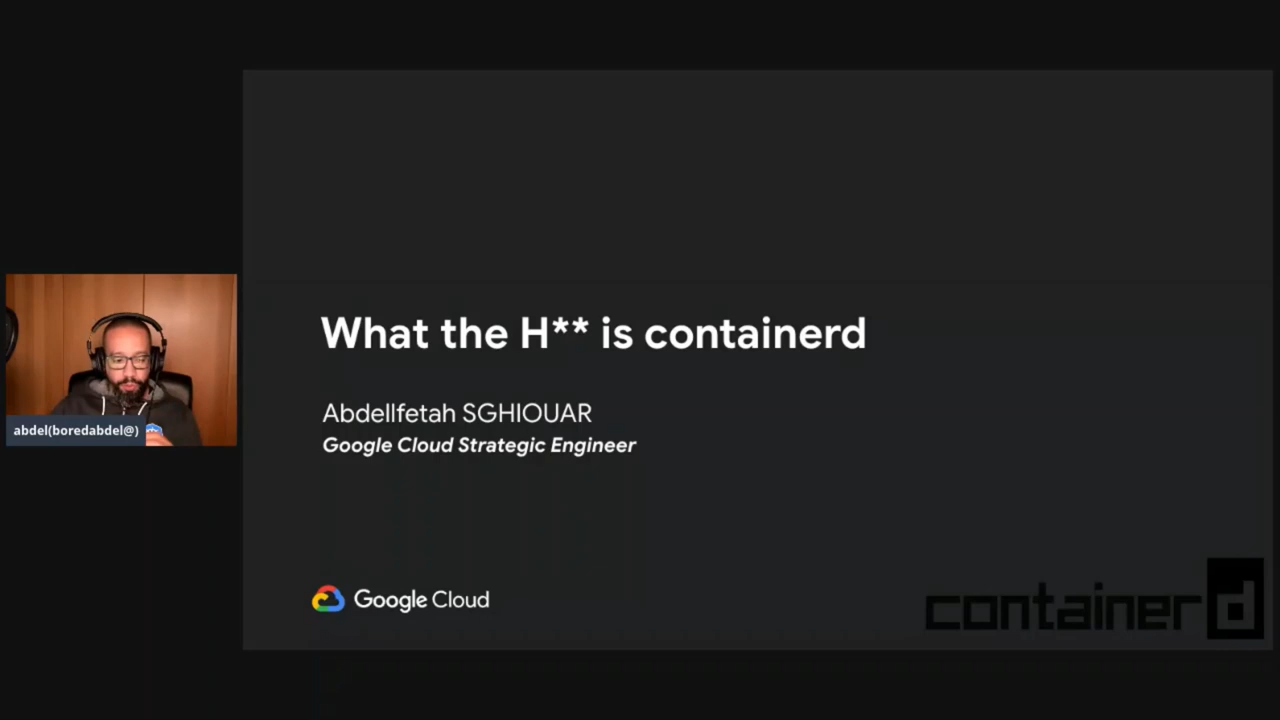 What the H** is containerd
Abdellfetah SGHIOUAR
Google Cloud Strategic Engineer
abdel(boredabdel@)
Google Cloud
containerd